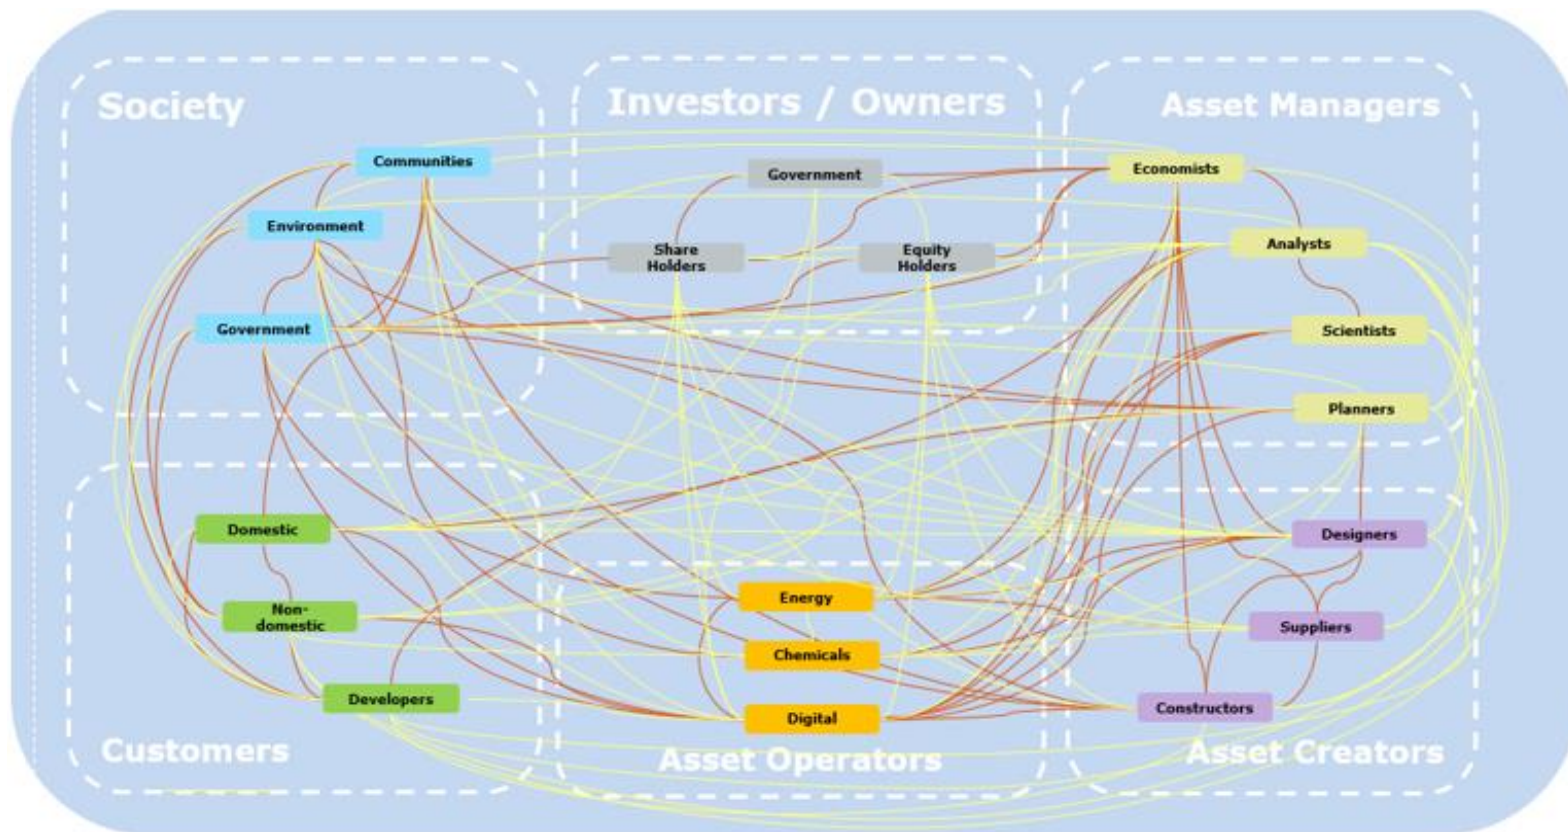 Society
Communities
Environment
Government
Investors / Owners
Government
Share
Holders
Equity
Holders
Asset Managers
Economists
Analysts
Scientists
Planners
Domestic
Non-
domestic
Developers
Customers
Energy
Chemicals
Digital
Asset Operators
Designers
Suppliers
Constructors
Asset Creators